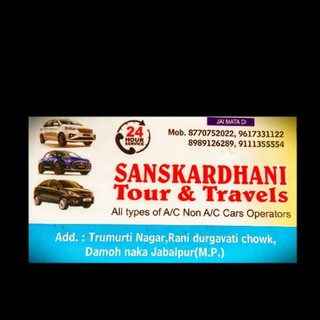 JAI MATA DI
24
HOUR
SERVICE
Mob. 8770752022, 9617331122
8989126289, 9111355554
SANSKARDHANI
Tour & Travels
All types of A/C Non A/C Cars Operators
Add. : Trumurti Nagar,Rani durgavati chowk,
Damoh naka Jabalpur(M.P.)